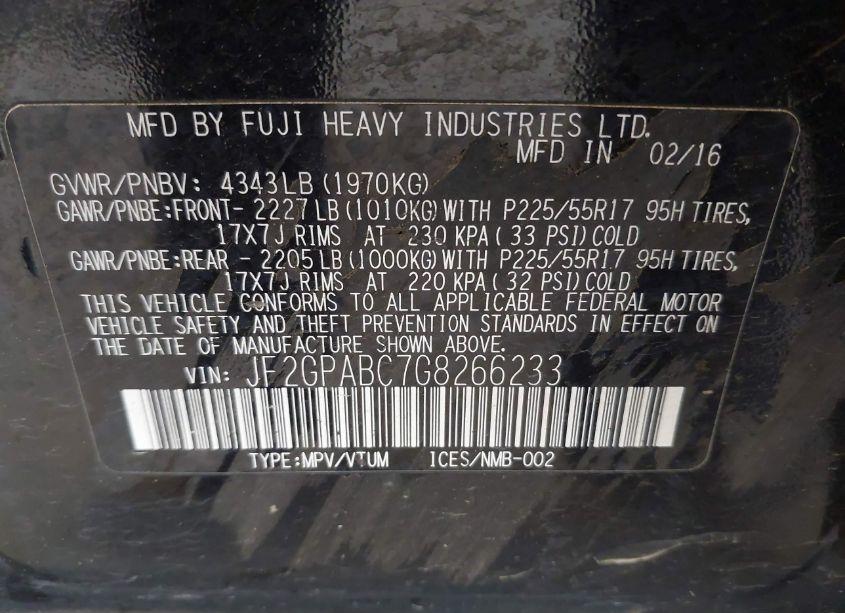 MFD BY FUJI HEAVY INDUSTRIES LTD.
MFD IN 02/16
GVWR/PNBV: 4343LB (1970KG)
GAWR/PNBE:FRONT- 2227LB (1010KG) WITH P225/55R17 95H TIRES,
17X7J RIMS AT 230 KPA (33 PSI) COLD
GAWR/PNBE:REAR - 2205LB (1000KG) WITH P225/55R17 95H TIRES,
17X7J RIMS AT 220 KPA (32 PSI) COLD
THIS VEHICLE CONFORMS TO ALL APPLICABLE FEDERAL MOTOR
VEHICLE SAFETY AND THEFT PREVENTION STANDARDS IN EFFECT ON
THE DATE OF MANUFACTURE SHOWN ABOVE.
VIN: JF2GPABC7G8266233
TYPE:MPV/VTUM ICES/NMB-002